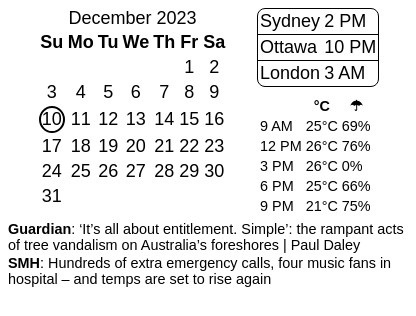 December 2023
Su Mo Tu We Th Fr Sa
1 2
3 4 5 6 7 8 9
10 11 12 13 14 15 16
17 18 19 20 21 22 23
24 25 26 27 28 29 30
31
Sydney 2 PM
Ottawa 10 PM
London 3 AM
°C ☂
9 AM 25°C 69%
12 PM 26°C 76%
3 PM 26°C 0%
6 PM 25°C 66%
9 PM 21°C 75%
Guardian: ‘It’s all about entitlement. Simple’: the rampant acts
of tree vandalism on Australia’s foreshores | Paul Daley
SMH: Hundreds of extra emergency calls, four music fans in
hospital – and temps are set to rise again